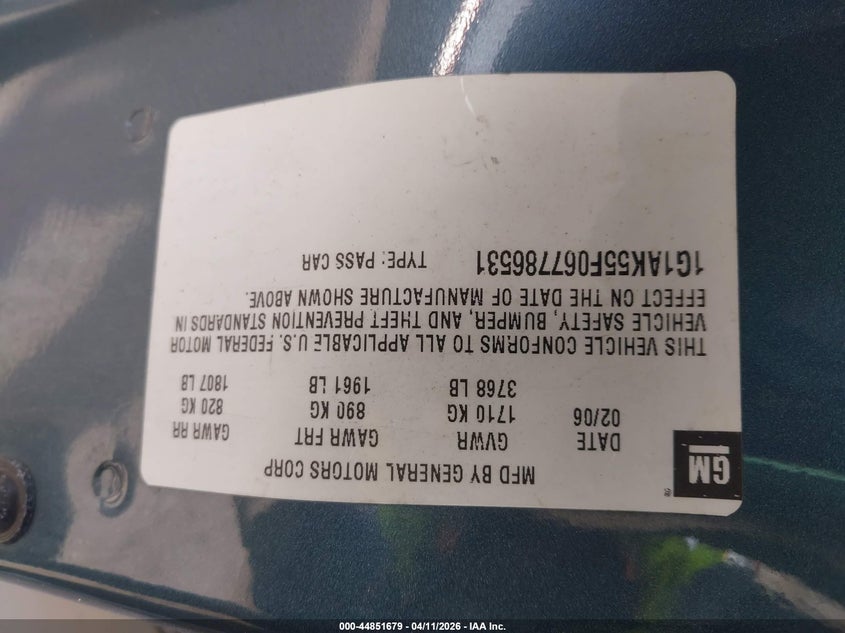 GM
®
MFD BY GENERAL MOTORS CORP
DATE GVWR GAWR FRT GAWR RR
02/06 1710 KG 890 KG 820 KG
3768 LB 1961 LB 1807 LB
THIS VEHICLE CONFORMS TO ALL APPLICABLE U.S. FEDERAL MOTOR
VEHICLE SAFETY, BUMPER, AND THEFT PREVENTION STANDARDS IN
EFFECT ON THE DATE OF MANUFACTURE SHOWN ABOVE.
1G1AK55F067786531 TYPE: PASS CAR
000-44851679 - 04/11/2026 - IAA Inc.